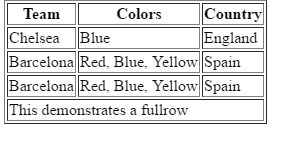 Team Colors Country
Chelsea Blue England
Barcelona Red, Blue, Yellow Spain
Barcelona Red, Blue, Yellow Spain
This demonstrates a fullrow